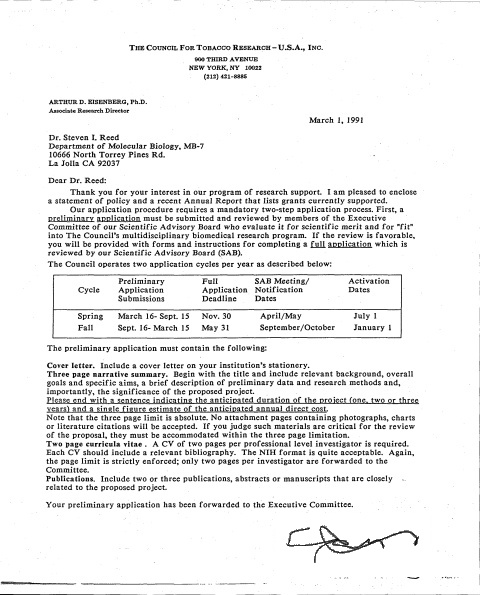 THE COUNCIL FOR TOBACCO RESEARCH – U.S.A., INC.
900 THIRD AVENUE
NEW YORK, NY 10022
(212) 421-8885
ARTHUR D. EISENBERG, Ph.D.
Associate Research Director
March 1, 1991
Dr. Steven I. Reed
Department of Molecular Biology, MB-7
10666 North Torrey Pines Rd.
La Jolla CA 92037
Dear Dr. Reed:
Thank you for your interest in our program of research support. I am pleased to enclose
a statement of policy and a recent Annual Report that lists grants currently supported.
Our application procedure requires a mandatory two-step application process. First, a
preliminary application must be submitted and reviewed by members of the Executive
Committee of our Scientific Advisory Board who evaluate it for scientific merit and for "fit"
into The Council's multidisciplinary biomedical research program. If the review is favorable,
you will be provided with forms and instructions for completing a full application which is
reviewed by our Scientific Advisory Board (SAB).
The Council operates two application cycles per year as described below:
Cycle Preliminary Application Submissions Full Application Deadline SAB Meeting/ Notification Dates Activation Dates
Spring March 16- Sept. 15 Nov. 30 April/May July 1
Fall Sept. 16- March 15 May 31 September/October January 1
The preliminary application must contain the following:
Cover letter. Include a cover letter on your institution's stationery.
Three page narrative summary. Begin with the title and include relevant background, overall
goals and specific aims, a brief description of preliminary data and research methods and,
importantly, the significance of the proposed project.
Please end with a sentence indicating the anticipated duration of the project (one, two or three
years) and a single figure estimate of the anticipated annual direct cost.
Note that the three page limit is absolute. No attachment pages containing photographs, charts
or literature citations will be accepted. If you judge such materials are critical for the review
of the proposal, they must be accommodated within the three page limitation.
Two page curricula vitae . A CV of two pages per professional level investigator is required.
Each CV should include a relevant bibliography. The NIH format is quite acceptable. Again,
the page limit is strictly enforced; only two pages per investigator are forwarded to the
Committee.
Publications. Include two or three publications, abstracts or manuscripts that are closely
related to the proposed project.
Your preliminary application has been forwarded to the Executive Committee.